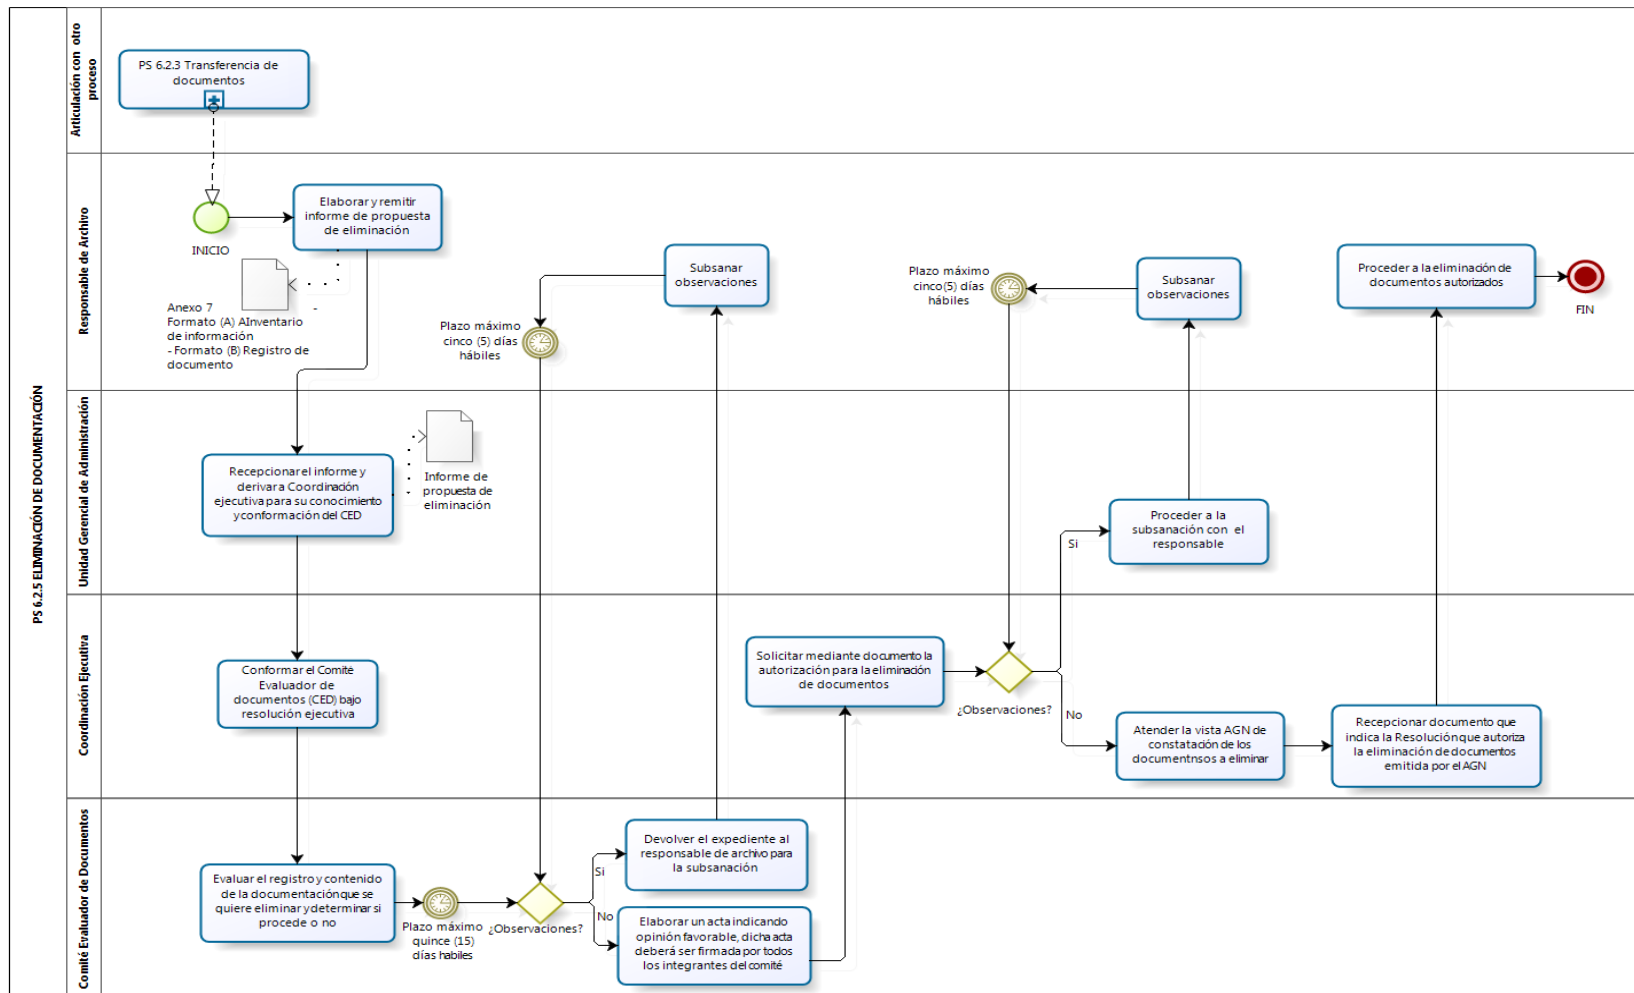 PS 6.2.5 ELIMINACIÓN DE DOCUMENTACIÓN
Articulación con otro
proceso
PS 6.2.3 Transferencia de
documentos
Responsable de Archivo
INICIO
Elaborar y remitir
informe de propuesta
de eliminación
Anexo 7
Formato (A) AInventario
de información
- Formato (B) Registro de
documento
Plazo máximo
cinco (5) días
hábiles
Subsanar
observaciones
Plazo máximo
cinco(5) días
hábiles
Subsanar
observaciones
Proceder a la eliminación de
documentos autorizados
FIN
Unidad Gerencial de Administración
Recepcionar el informe y
derivar a Coordinación
ejecutiva para su conocimiento
y conformación del CED
Informe de
propuesta de
eliminación
Proceder a la
subsanación con el
responsable
Si
Coordinación Ejecutiva
Conformar el Comité
Evaluador de
documentos (CED) bajo
resolución ejecutiva
Solicitar mediante documento la
autorización para la eliminación
de documentos
¿Observaciones?
No
Atender la vista AGN de
constatación de los
documentnsos a eliminar
Recepcionar documento que
indica la Resolución que autoriza
la eliminación de documentos
emitida por el AGN
Comité Evaluador de Documentos
Evaluar el registro y contenido
de la documentación que se
quiere eliminar y determinar si
procede o no
Plazo máximo
quince (15)
días habiles
¿Observaciones?
Si
Devolver el expediente al
responsable de archivo para
la subsanación
No
Elaborar un acta indicando
opinión favorable, dicha acta
deberá ser firmada por todos
los integrantes del comité